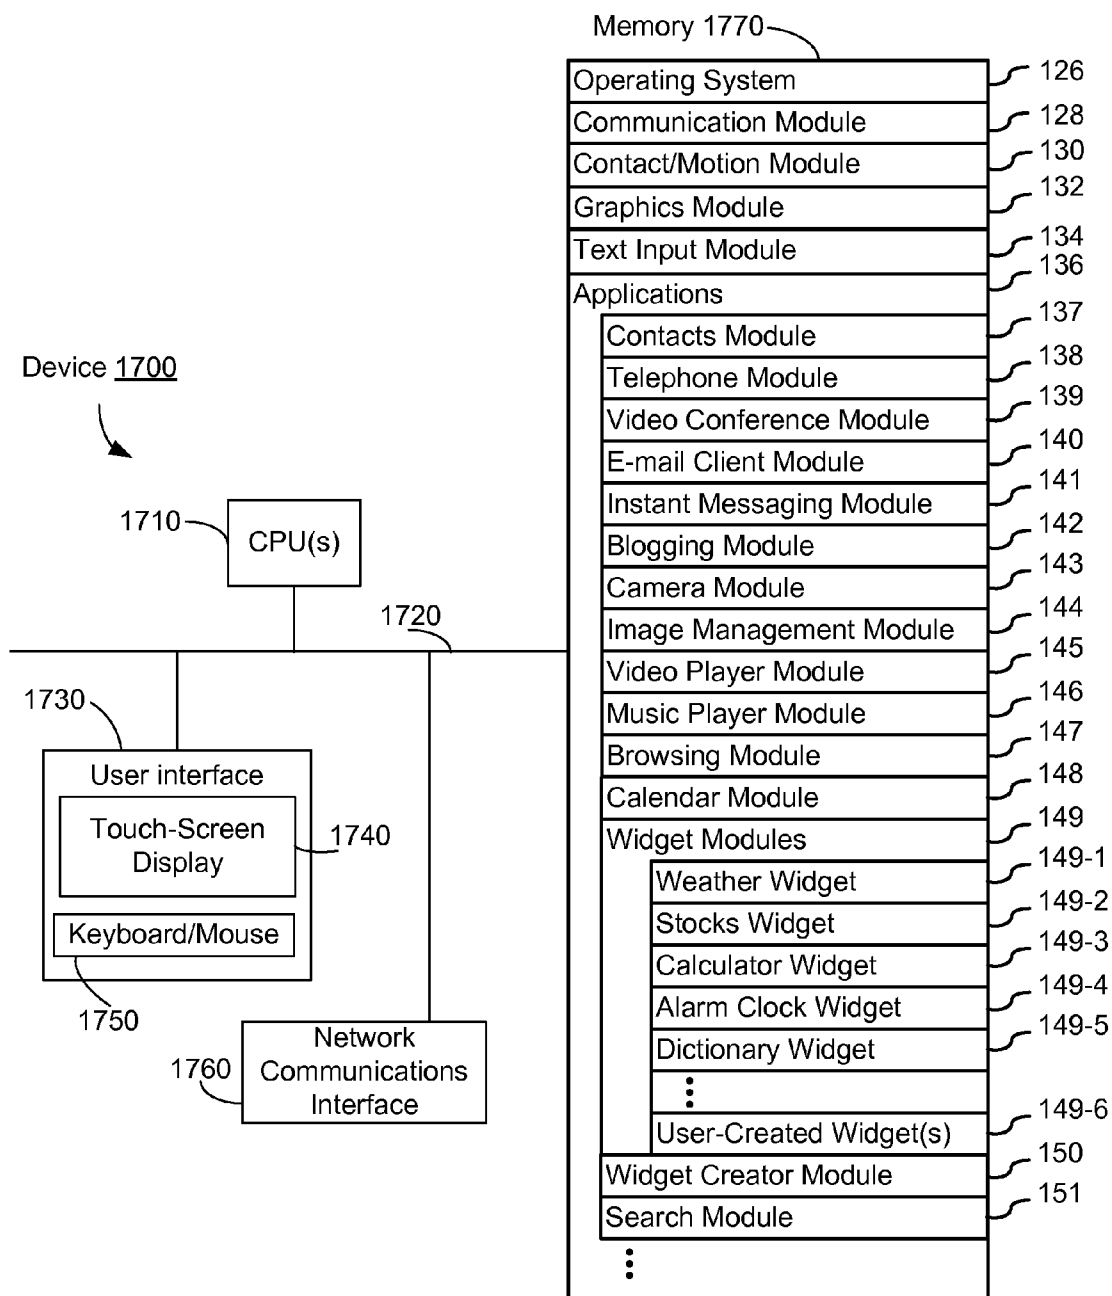 Memory 1770
Operating System 126
Communication Module 128
Contact/Motion Module 130
Graphics Module 132
Text Input Module 134
Applications 136
Contacts Module 137
Telephone Module 138
Video Conference Module 139
E-mail Client Module 140
Instant Messaging Module 141
Blogging Module 142
Camera Module 143
Image Management Module 144
Video Player Module 145
Music Player Module 146
Browsing Module 147
Calendar Module 148
Widget Modules 149
Weather Widget 149-1
Stocks Widget 149-2
Calculator Widget 149-3
Alarm Clock Widget 149-4
Dictionary Widget 149-5
User-Created Widget(s) 149-6
Widget Creator Module 150
Search Module 151
Device 1700
1710
CPU(s)
1720
1730
User interface
Touch-Screen
Display
1740
Keyboard/Mouse
1750
1760
Network
Communications
Interface